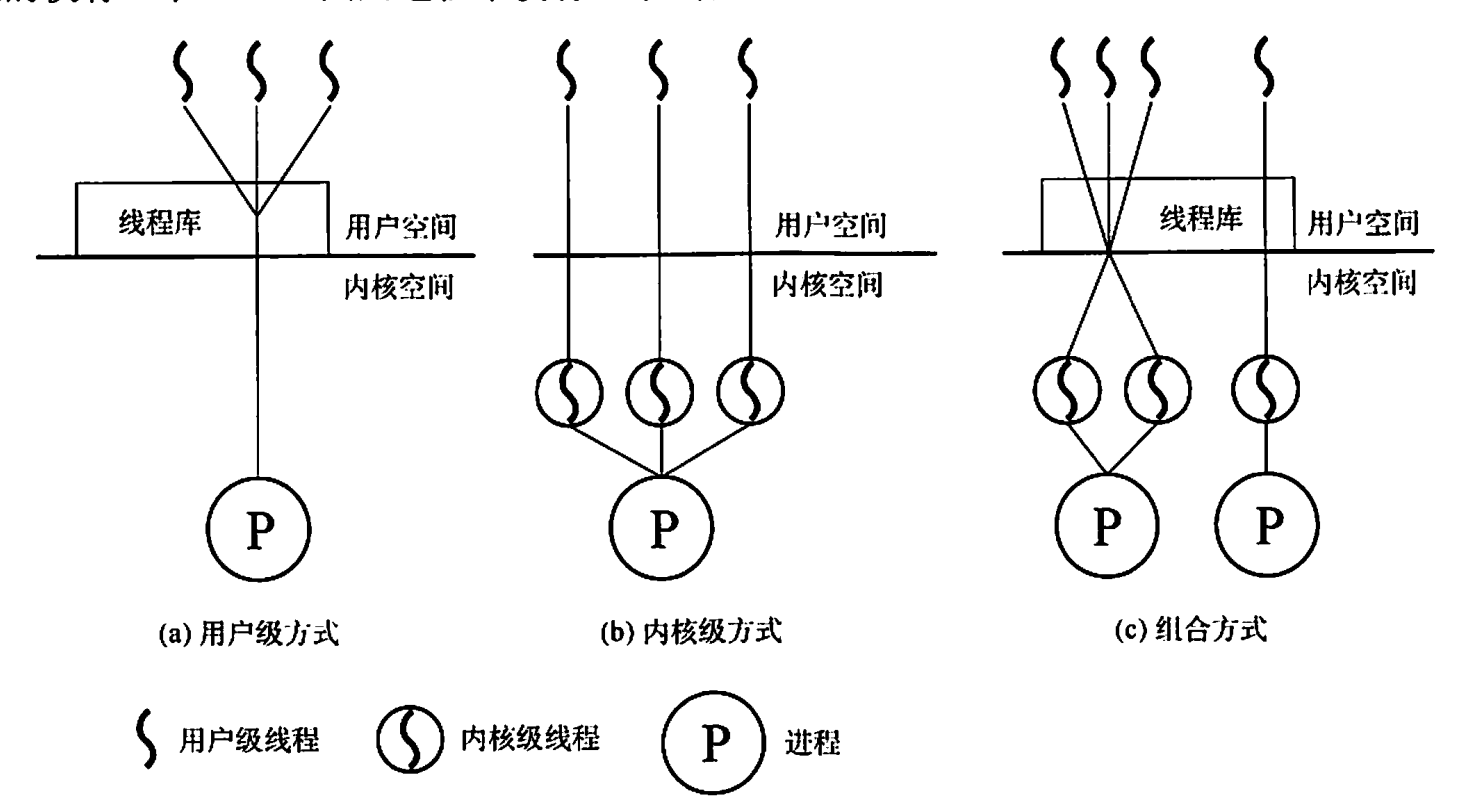 线程库
用户空间
内核空间
用户空间
内核空间
线程库
用户空间
内核空间
P
P
P
P
(a) 用户级方式
(b) 内核级方式
(c) 组合方式
用户级线程
内核级线程
P
进程